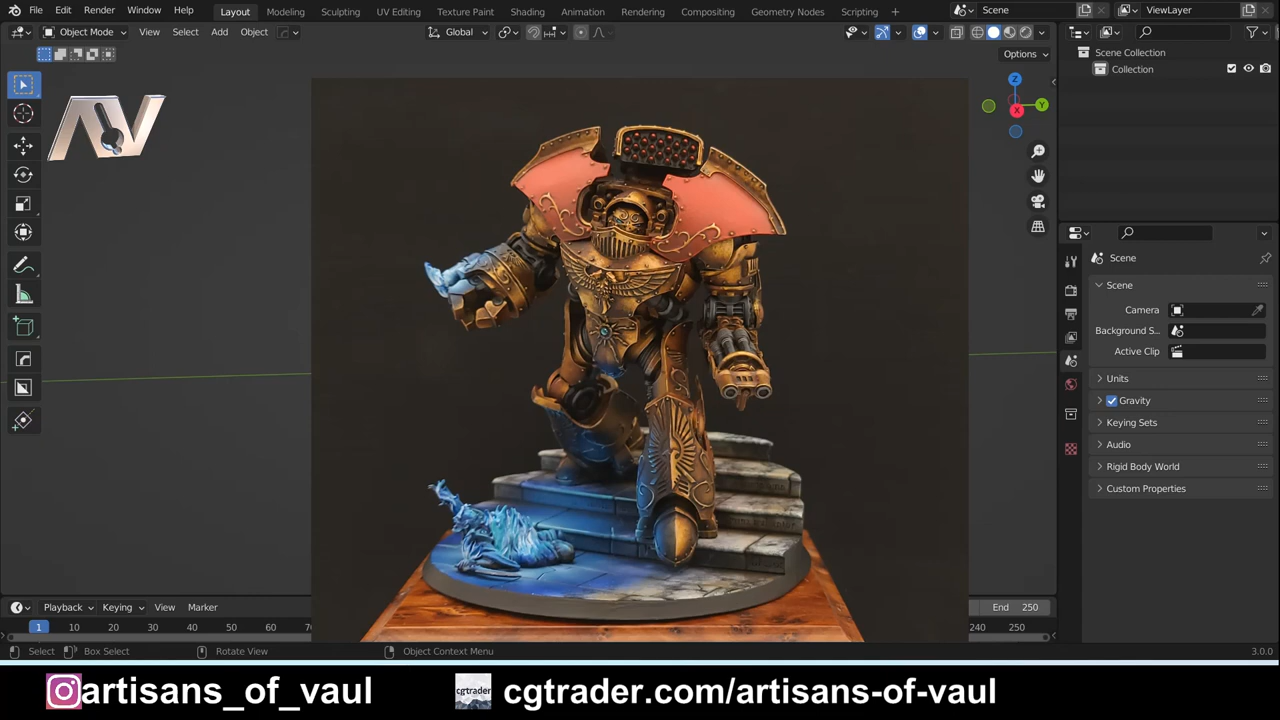 File Edit Render Window Help Layout Modeling Sculpting UV Editing Texture Paint Shading Animation Rendering Compositing Geometry Nodes Scripting + Scene ViewLayer
Object Mode View Select Add Object Global
Options
Scene Collection
Collection
AV
Z
Y
X
Scene
Scene
Camera
Background S...
Active Clip
Units
Gravity
Keying Sets
Audio
Rigid Body World
Custom Properties
Playback Keying View Marker End 250
1 10 20 30 40 50 60 240 250
Select Box Select Rotate View Object Context Menu 3.0.0
artisans_of_vaul cgtrader cgtrader.com/artisans-of-vaul